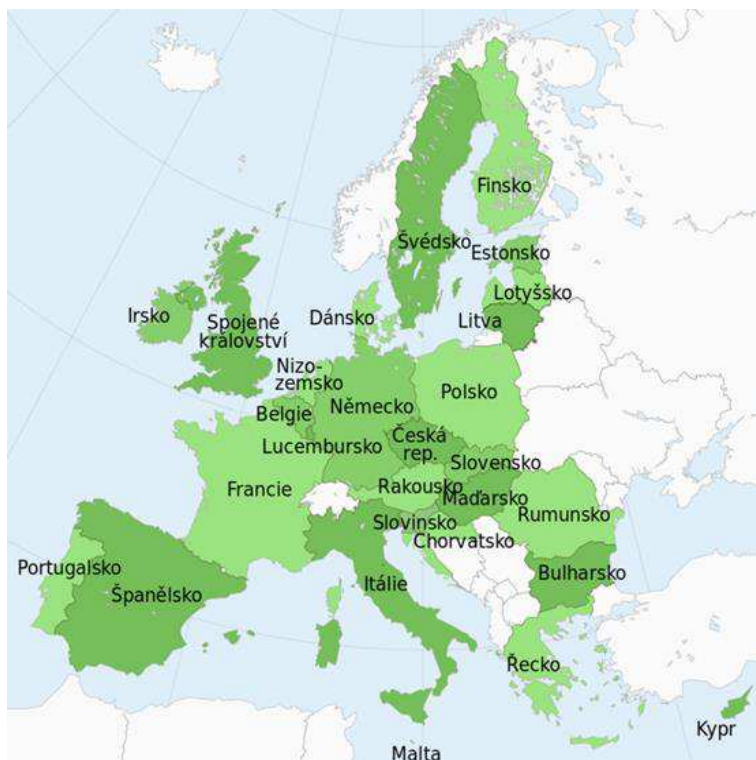 Finsko
Švédsko
Estonsko
Lotyšsko
Litva
Irsko
Spojené
království
Dánsko
Nizo-
zemsko
Belgie
Německo
Polsko
Lucembursko
Česká
rep.
Slovensko
Francie
Rakousko
Maďarsko
Rumunsko
Slovinsko
Chorvatsko
Portugalsko
Španělsko
Itálie
Bulharsko
Řecko
Kypr
Malta